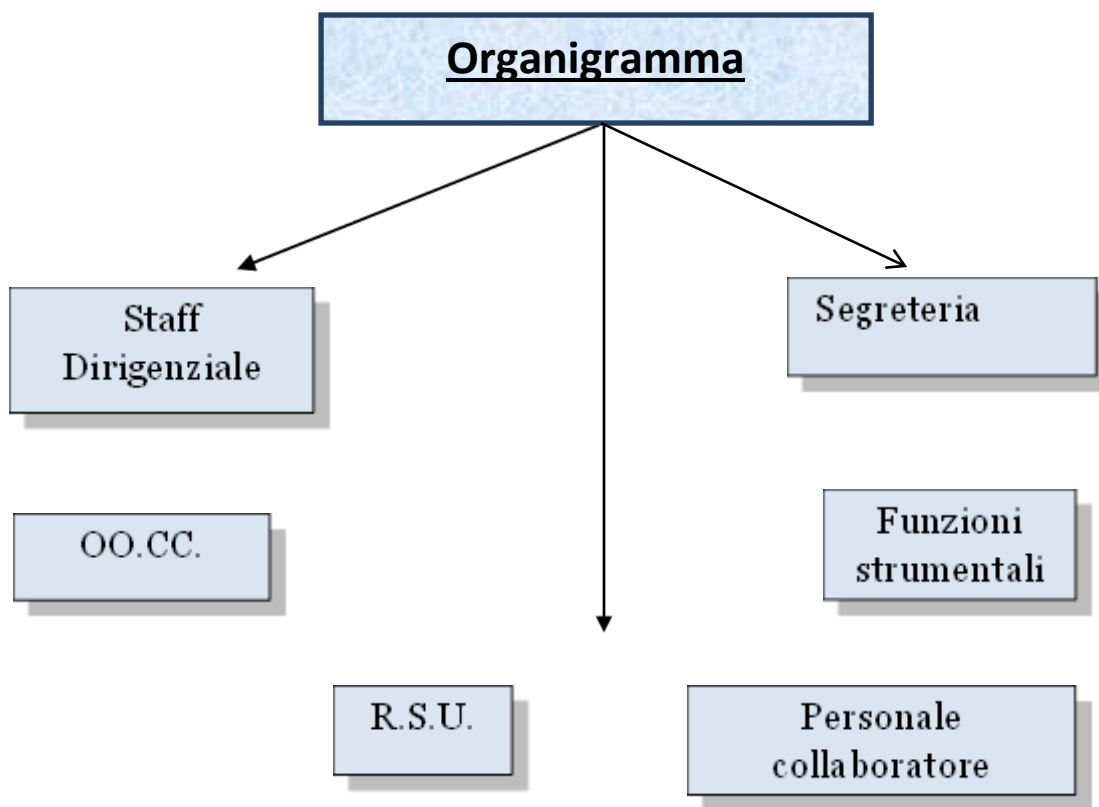 Organigramma
Staff
Dirigenziale
Segreteria
OO.CC.
Funzioni
strumentali
R.S.U.
Personale
collaboratore